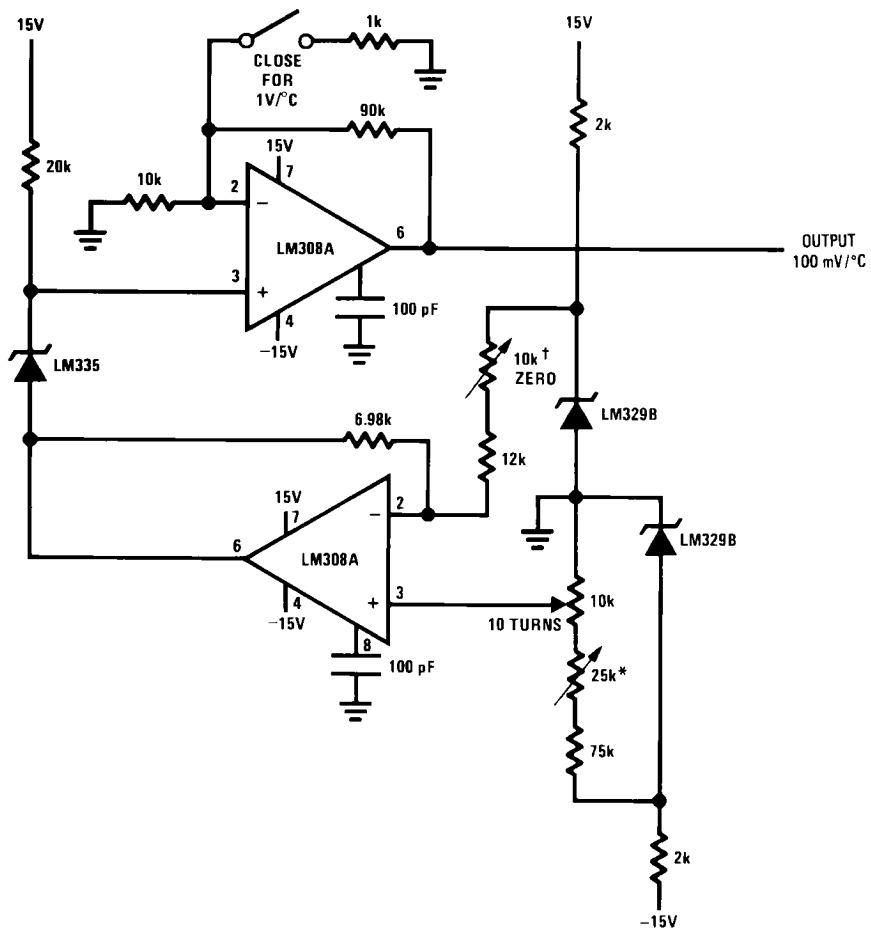 15V
1k
15V
CLOSE
FOR
1V/°C
90k
2k
20k
15V
10k
2
7
6
LM308A
OUTPUT
100 mV/°C
3
100 pF
4
−15V
10k†
ZERO
LM335
LM329B
6.98k
12k
15V
7
2
6
LM308A
LM329B
3
4
−15V
10 TURNS
10k
8
100 pF
25k*
75k
2k
−15V